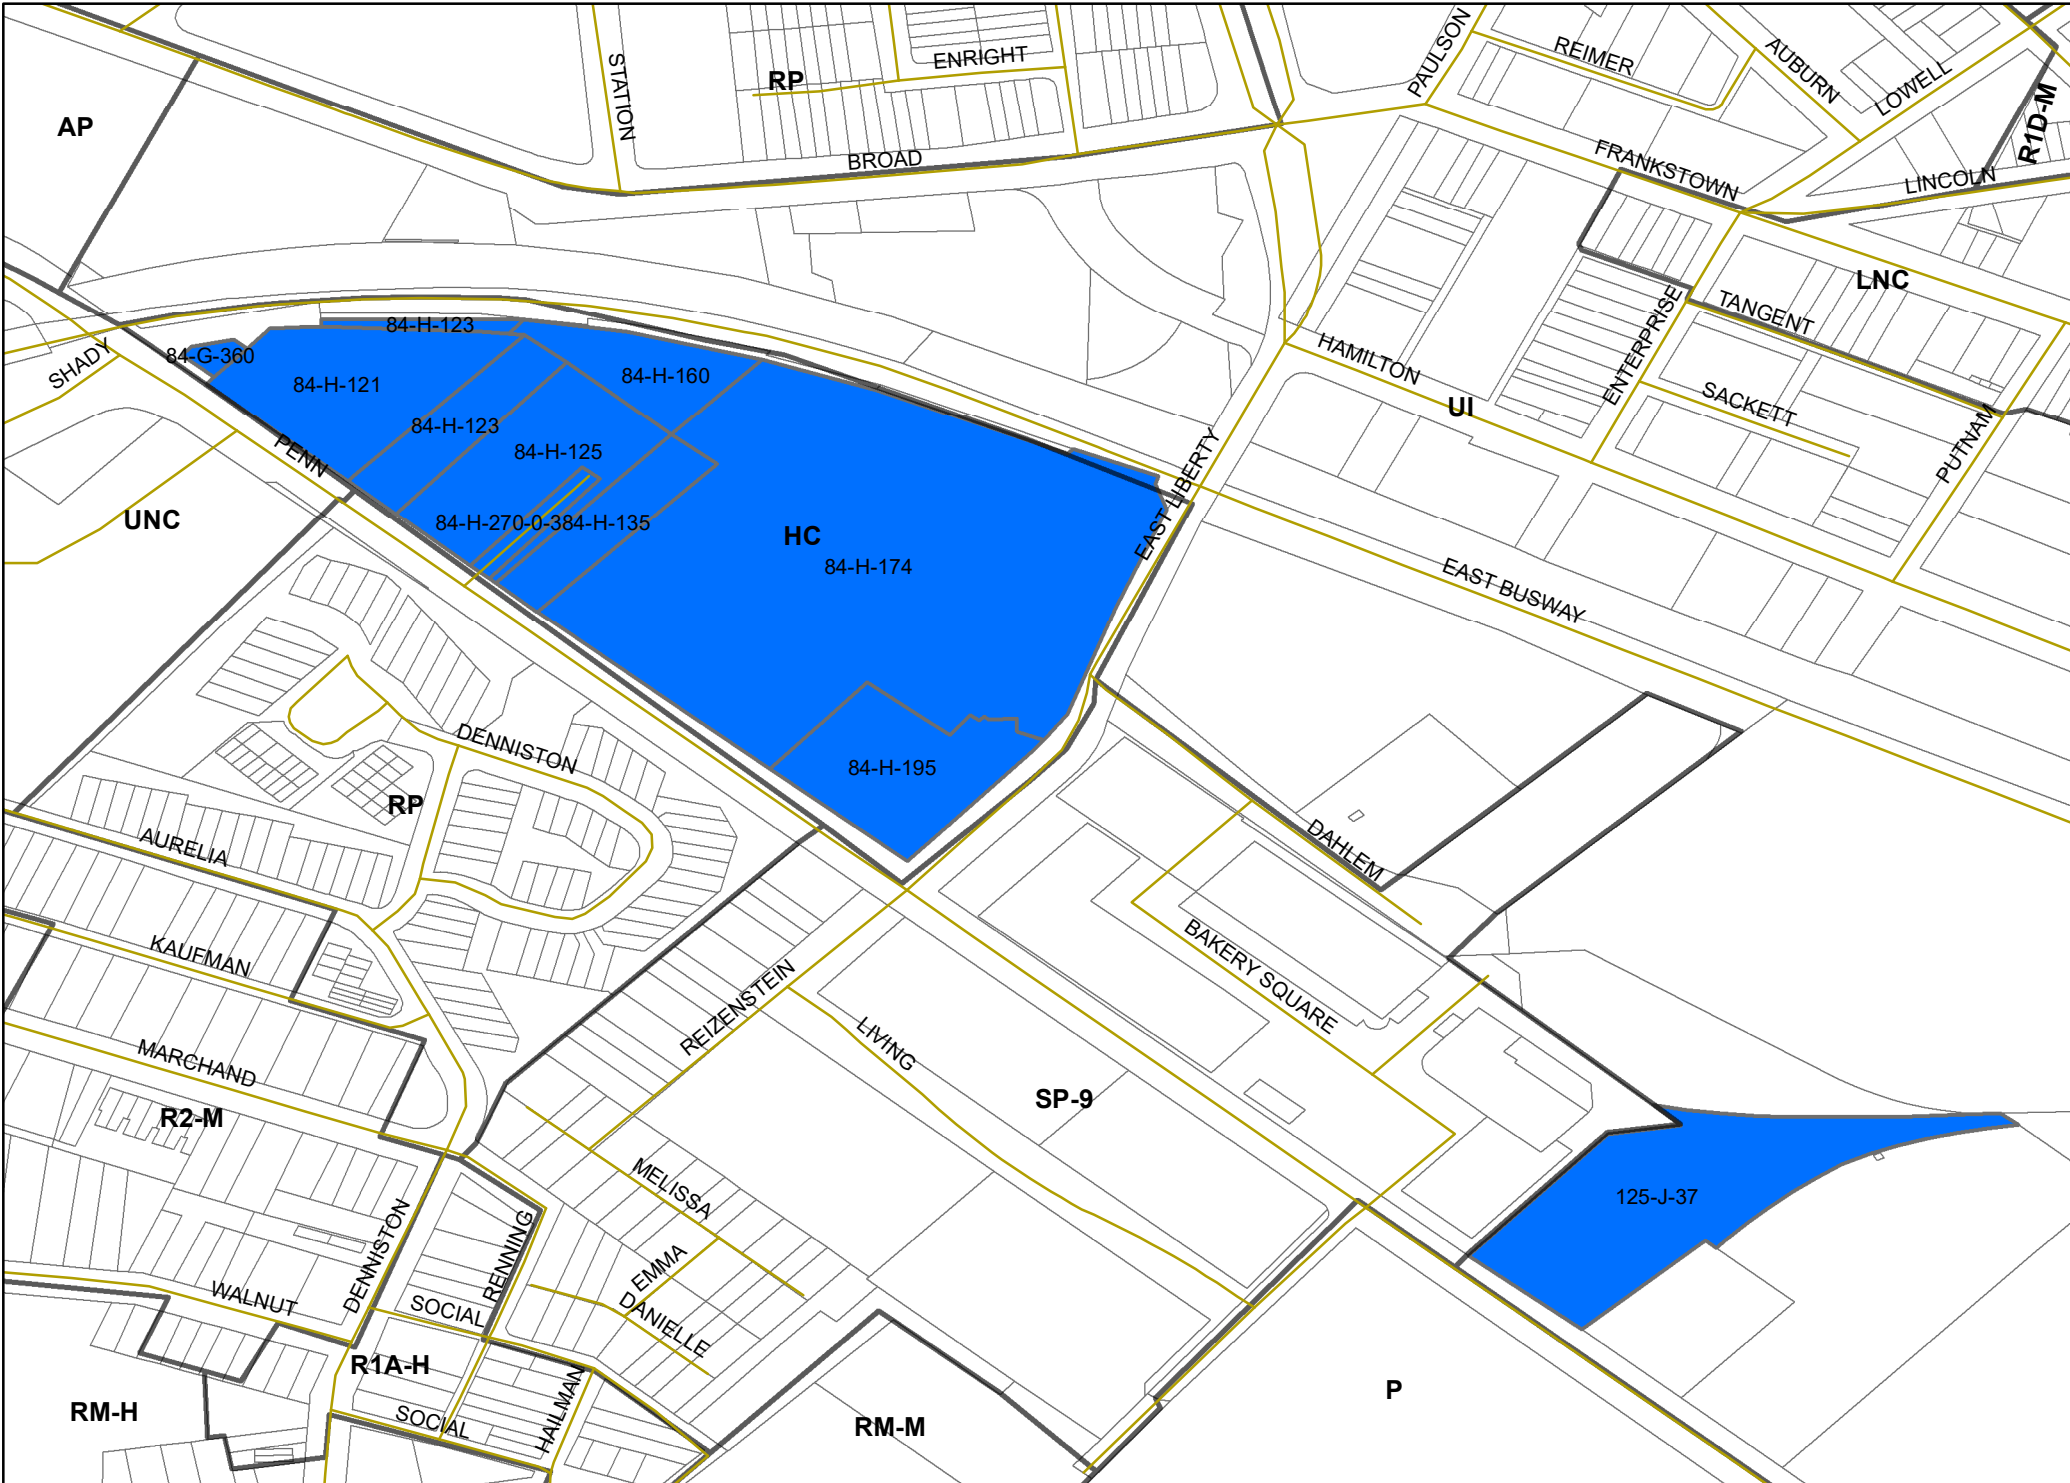 STATION
RP
ENRIGHT
PAULSON
REIMER
AUBURN
LOWELL
AP
R1D-M
BROAD
FRANKSTOWN
LINCOLN
LNC
TANGENT
ENTERPRISE
84-H-123
84-G-360
SHADY
84-H-121
84-H-160
HAMILTON
SACKETT
UI
84-H-123
PUTNAM
84-H-125
PENN
EAST LIBERTY
UNC
84-H-270-0-384-H-135
HC
84-H-174
EAST BUSWAY
DENNISTON
84-H-195
RP
AURELIA
DAHLEM
KAUFMAN
BAKERY SQUARE
REIZENSTEIN
LIVING
MARCHAND
SP-9
R2-M
MELISSA
125-J-37
DENNISTON
RENNING
EMMA
WALNUT
SOCIAL
DANIELLE
R1A-H
P
RM-H
SOCIAL
HAILMAN
RM-M